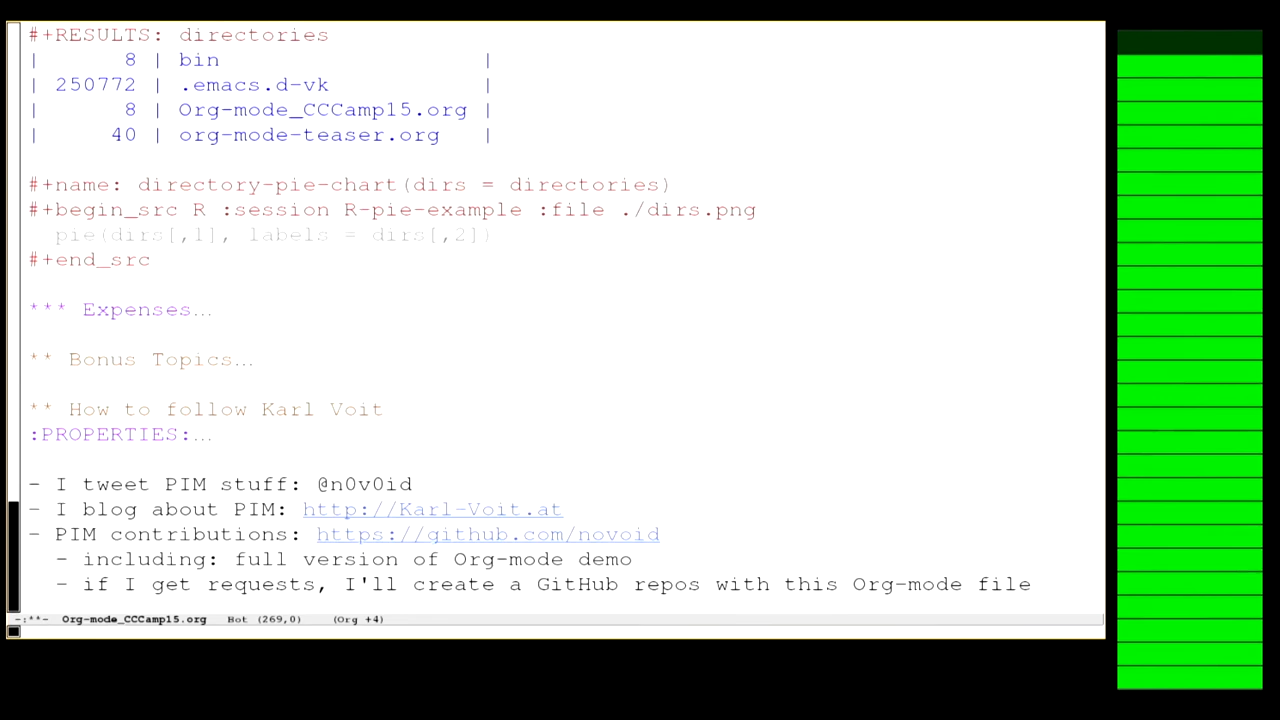 #+RESULTS: directories
|       8 | bin                    |
|  250772 | .emacs.d-vk            |
|       8 | Org-mode_CCCamp15.org  |
|      40 | org-mode-teaser.org    |
#+name: directory-pie-chart(dirs = directories)
#+begin_src R :session R-pie-example :file ./dirs.png
pie(dirs[,1], labels = dirs[,2])
#+end_src
*** Expenses...
** Bonus Topics...
** How to follow Karl Voit
:PROPERTIES:...
- I tweet PIM stuff: @n0v0id
- I blog about PIM: http://Karl-Voit.at
- PIM contributions: https://github.com/novoid
- including: full version of Org-mode demo
- if I get requests, I'll create a GitHub repos with this Org-mode file
-:**-  Org-mode_CCCamp15.org   Bot (269,0)    (Org +4)